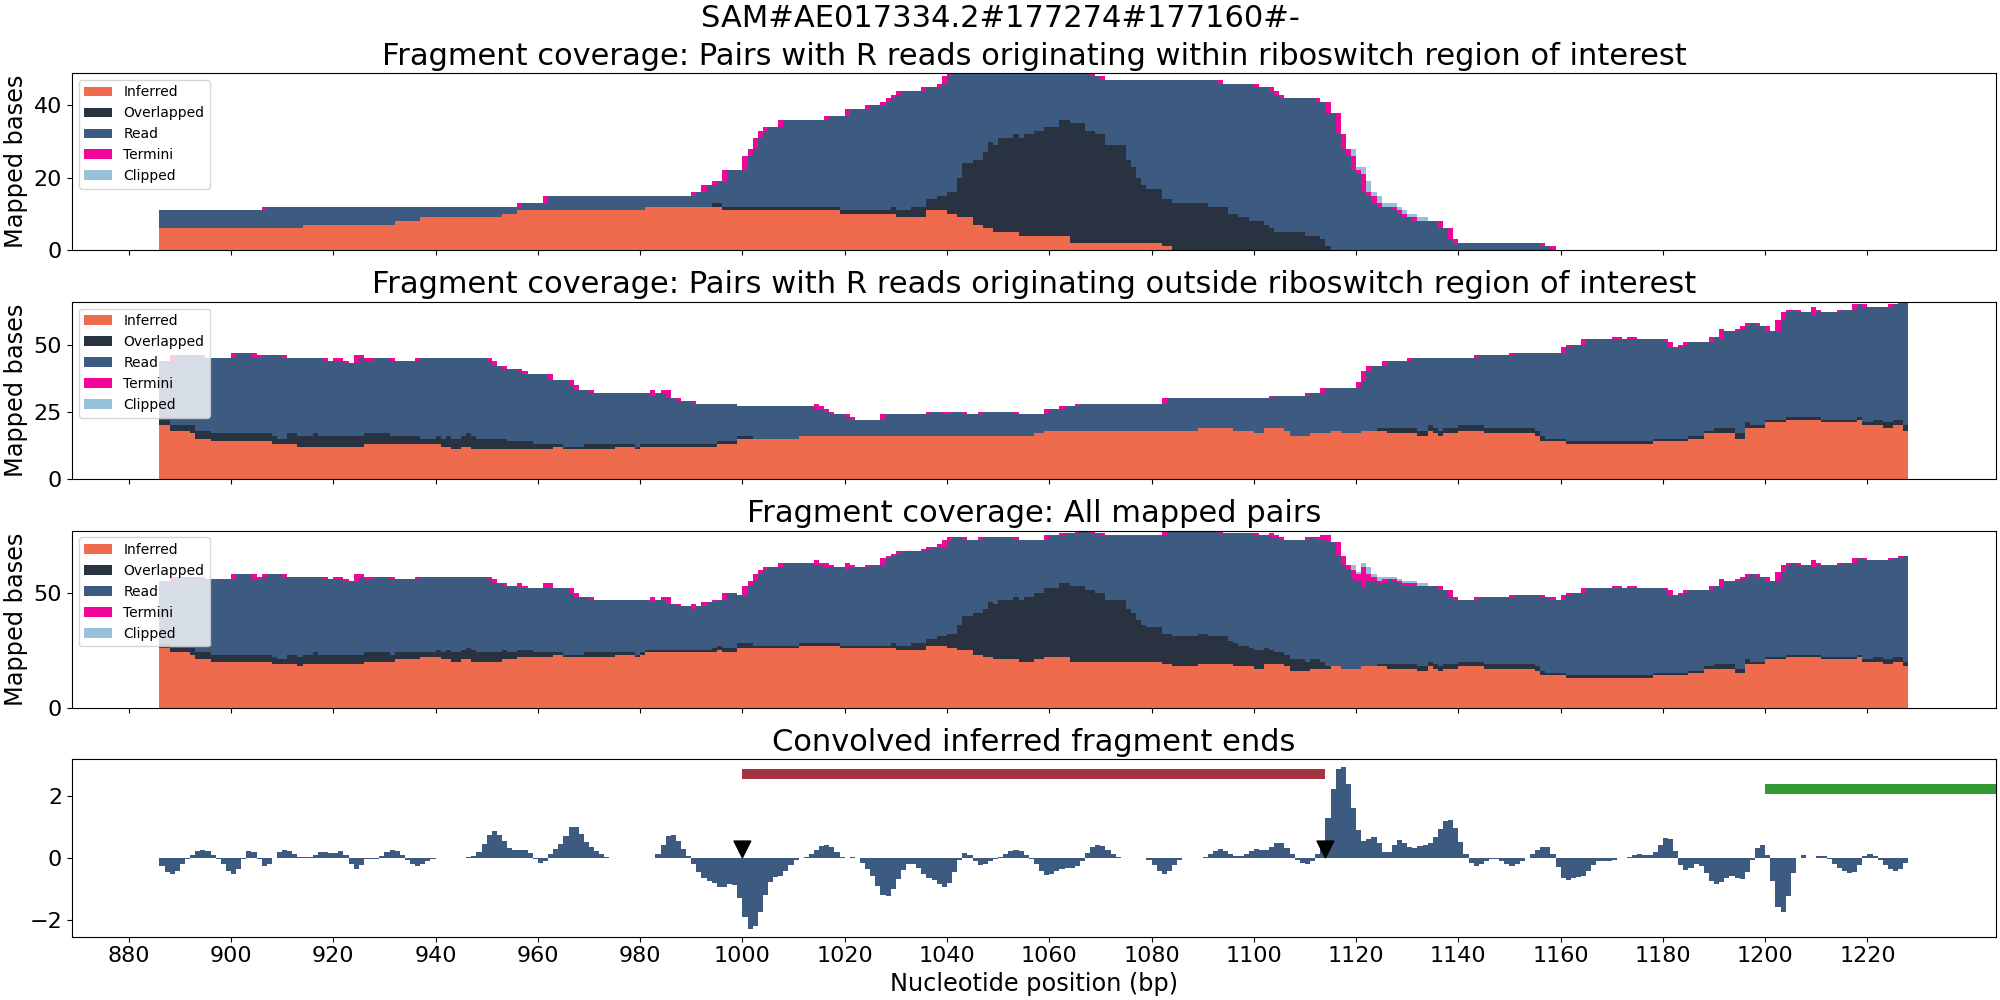 SAM#AE017334.2#177274#177160#-
Fragment coverage: Pairs with R reads originating within riboswitch region of interest
Mapped bases
40
20
0
Inferred
Overlapped
Read
Termini
Clipped
Fragment coverage: Pairs with R reads originating outside riboswitch region of interest
Mapped bases
50
25
0
Inferred
Overlapped
Read
Termini
Clipped
Fragment coverage: All mapped pairs
Mapped bases
50
0
Inferred
Overlapped
Read
Termini
Clipped
Convolved inferred fragment ends
2
0
−2
880 900 920 940 960 980 1000 1020 1040 1060 1080 1100 1120 1140 1160 1180 1200 1220
Nucleotide position (bp)